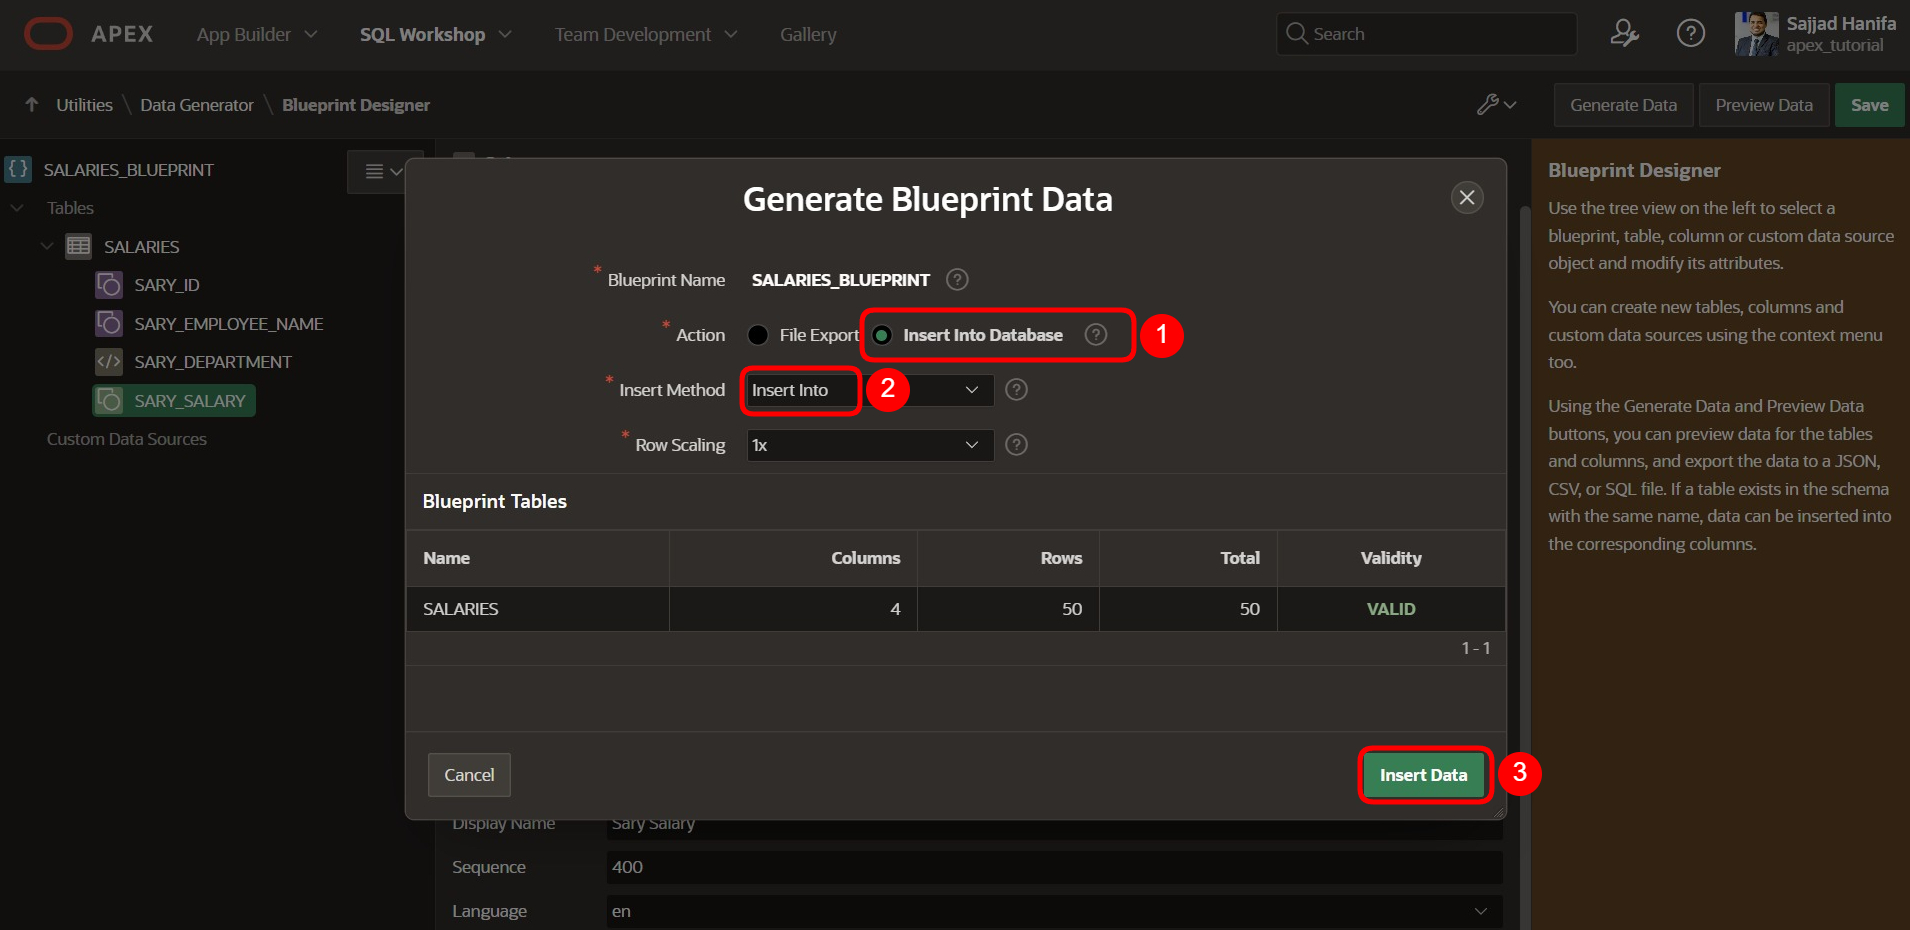 APEX
App Builder
SQL Workshop
Team Development
Gallery
Search
Sajjad Hanifa
apex_tutorial
Utilities \ Data Generator \ Blueprint Designer
Generate Data
Preview Data
Save
SALARIES_BLUEPRINT
Tables
SALARIES
SARY_ID
SARY_EMPLOYEE_NAME
SARY_DEPARTMENT
SARY_SALARY
Custom Data Sources
Generate Blueprint Data
* Blueprint Name SALARIES_BLUEPRINT ?
* Action File Export Insert Into Database ? 1
* Insert Method Insert Into 2 ?
* Row Scaling 1x ?
Blueprint Tables
Name Columns Rows Total Validity
SALARIES 4 50 50 VALID
1 - 1
Cancel
Insert Data 3
Display Name Sary Salary
Sequence 400
Language en
Blueprint Designer
Use the tree view on the left to select a
blueprint, table, column or custom data source
object and modify its attributes.
You can create new tables, columns and
custom data sources using the context menu
too.
Using the Generate Data and Preview Data
buttons, you can preview data for the tables
and columns, and export the data to a JSON,
CSV, or SQL file. If a table exists in the schema
with the same name, data can be inserted into
the corresponding columns.